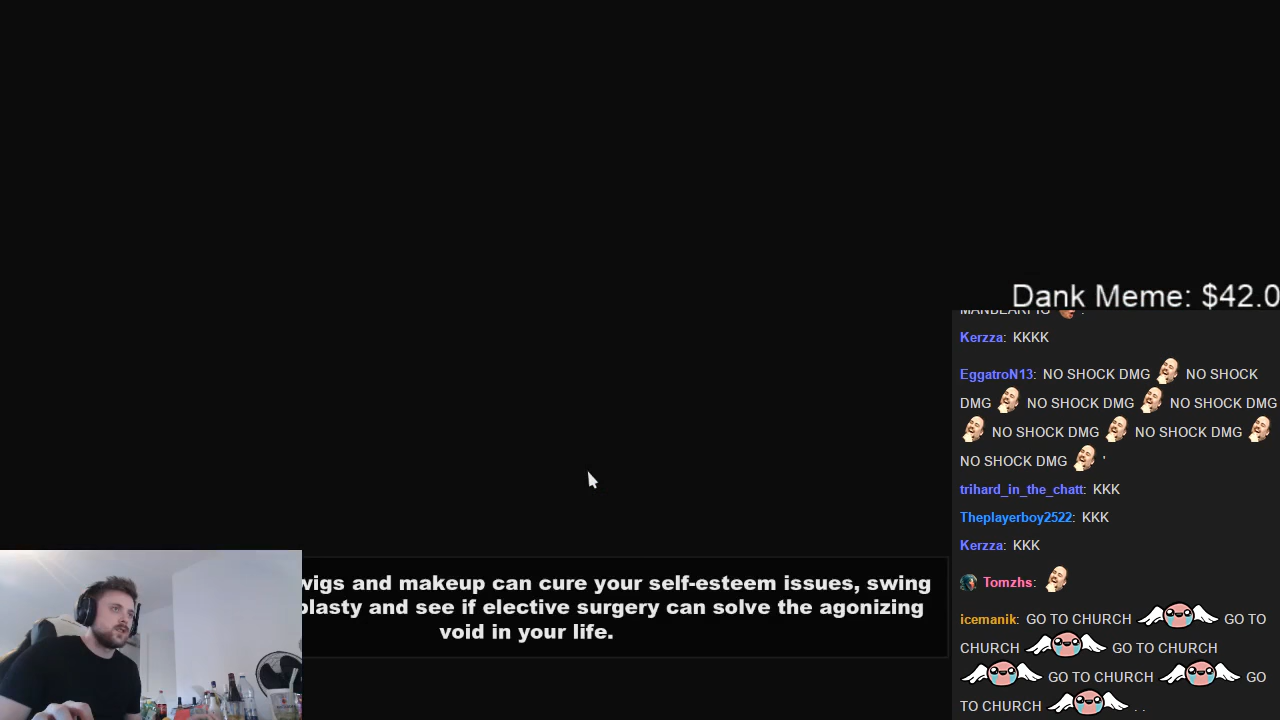 Dank Meme: $42.0
Kerzza: KKKK
EggatroN13: NO SHOCK DMG NO SHOCK
DMG NO SHOCK DMG NO SHOCK DMG
NO SHOCK DMG NO SHOCK DMG
NO SHOCK DMG '
trihard_in_the_chatt: KKK
Theplayerboy2522: KKK
Kerzza: KKK
Tomzhs:
icemanik: GO TO CHURCH GO TO
CHURCH GO TO CHURCH
GO TO CHURCH GO
TO CHURCH . .
wigs and makeup can cure your self-esteem issues, swing
plasty and see if elective surgery can solve the agonizing
void in your life.